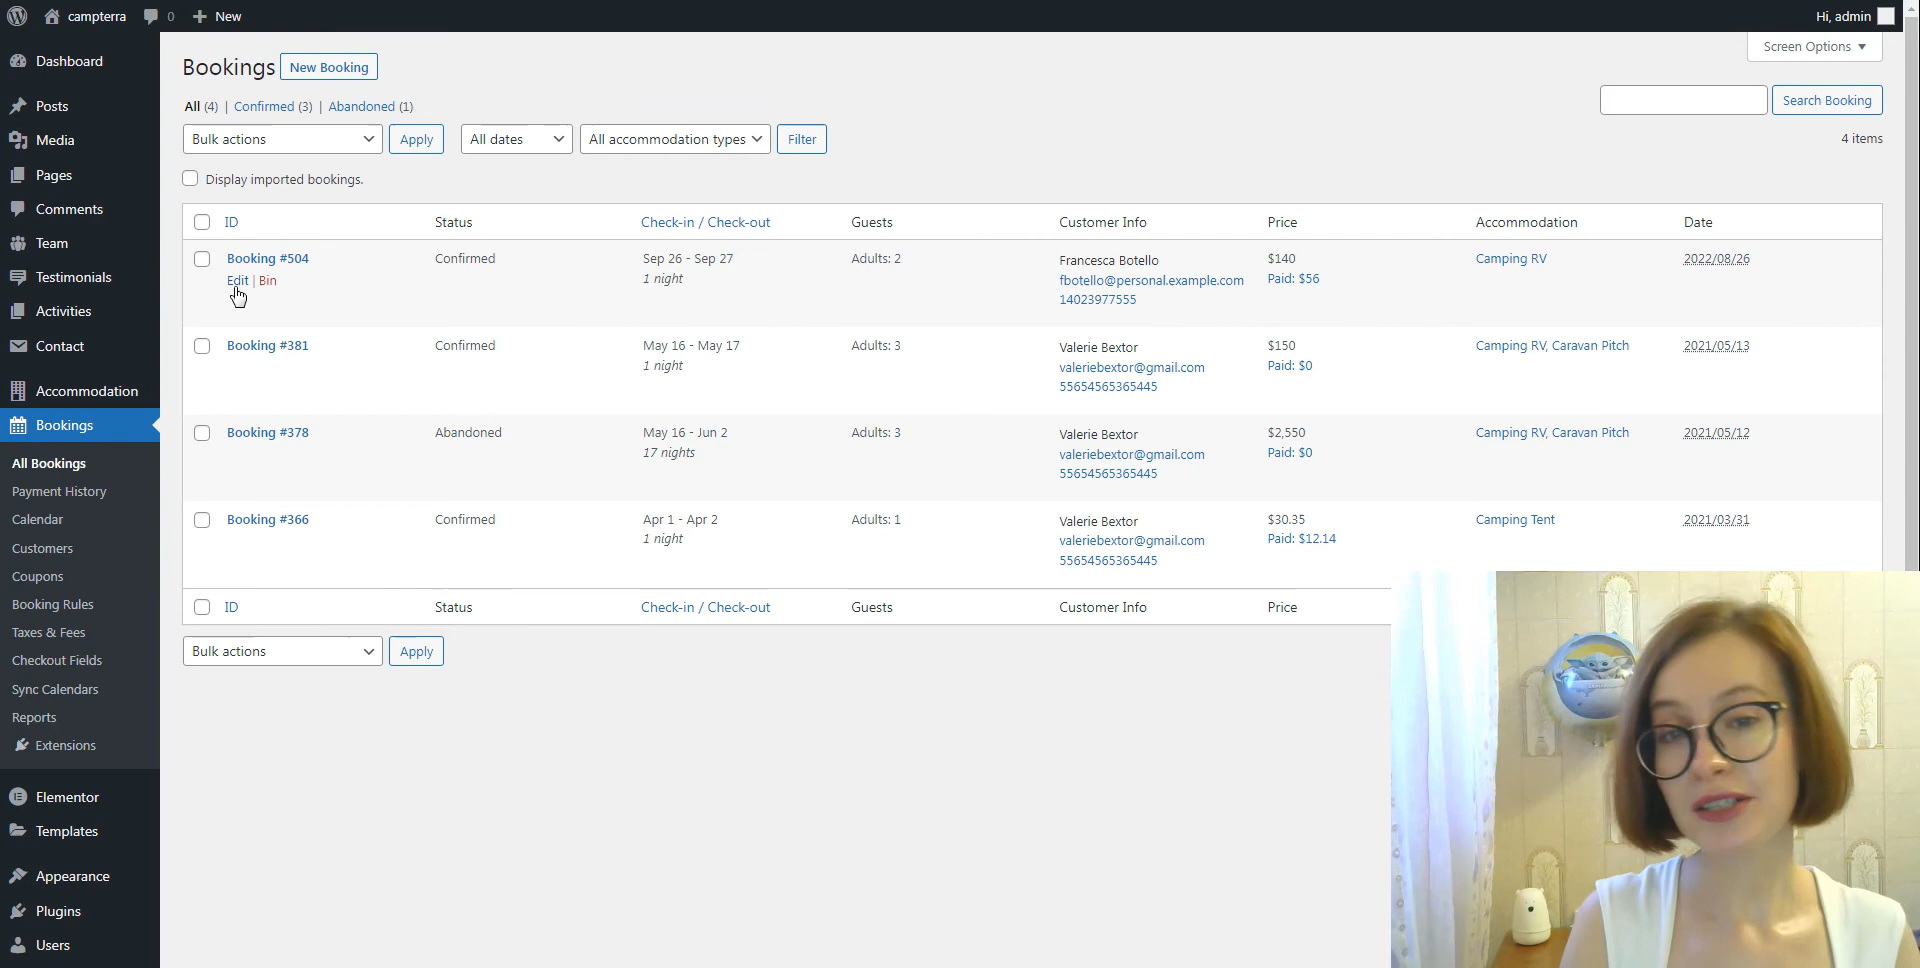 campterra 0 New Hi, admin
Screen Options
Dashboard
Posts
Media
Pages
Comments
Team
Testimonials
Activities
Contact
Accommodation
Bookings
All Bookings
Payment History
Calendar
Customers
Coupons
Booking Rules
Taxes & Fees
Checkout Fields
Sync Calendars
Reports
Extensions
Elementor
Templates
Appearance
Plugins
Users
Bookings New Booking
All (4) | Confirmed (3) | Abandoned (1)
Search Booking
Bulk actions Apply All dates All accommodation types Filter
4 items
Display imported bookings.
ID Status Check-in / Check-out Guests Customer Info Price Accommodation Date
Booking #504 Confirmed Sep 26 - Sep 27 Adults: 2 Francesca Botello $140 Camping RV 2022/08/26
Edit | Bin 1 night fbotello@personal.example.com Paid: $56
14023977555
Booking #381 Confirmed May 16 - May 17 Adults: 3 Valerie Bextor $150 Camping RV, Caravan Pitch 2021/05/13
1 night valeriebextor@gmail.com Paid: $0
55654565365445
Booking #378 Abandoned May 16 - Jun 2 Adults: 3 Valerie Bextor $2,550 Camping RV, Caravan Pitch 2021/05/12
17 nights valeriebextor@gmail.com Paid: $0
55654565365445
Booking #366 Confirmed Apr 1 - Apr 2 Adults: 1 Valerie Bextor $30.35 Camping Tent 2021/03/31
1 night valeriebextor@gmail.com Paid: $12.14
55654565365445
ID Status Check-in / Check-out Guests Customer Info Price
Bulk actions Apply